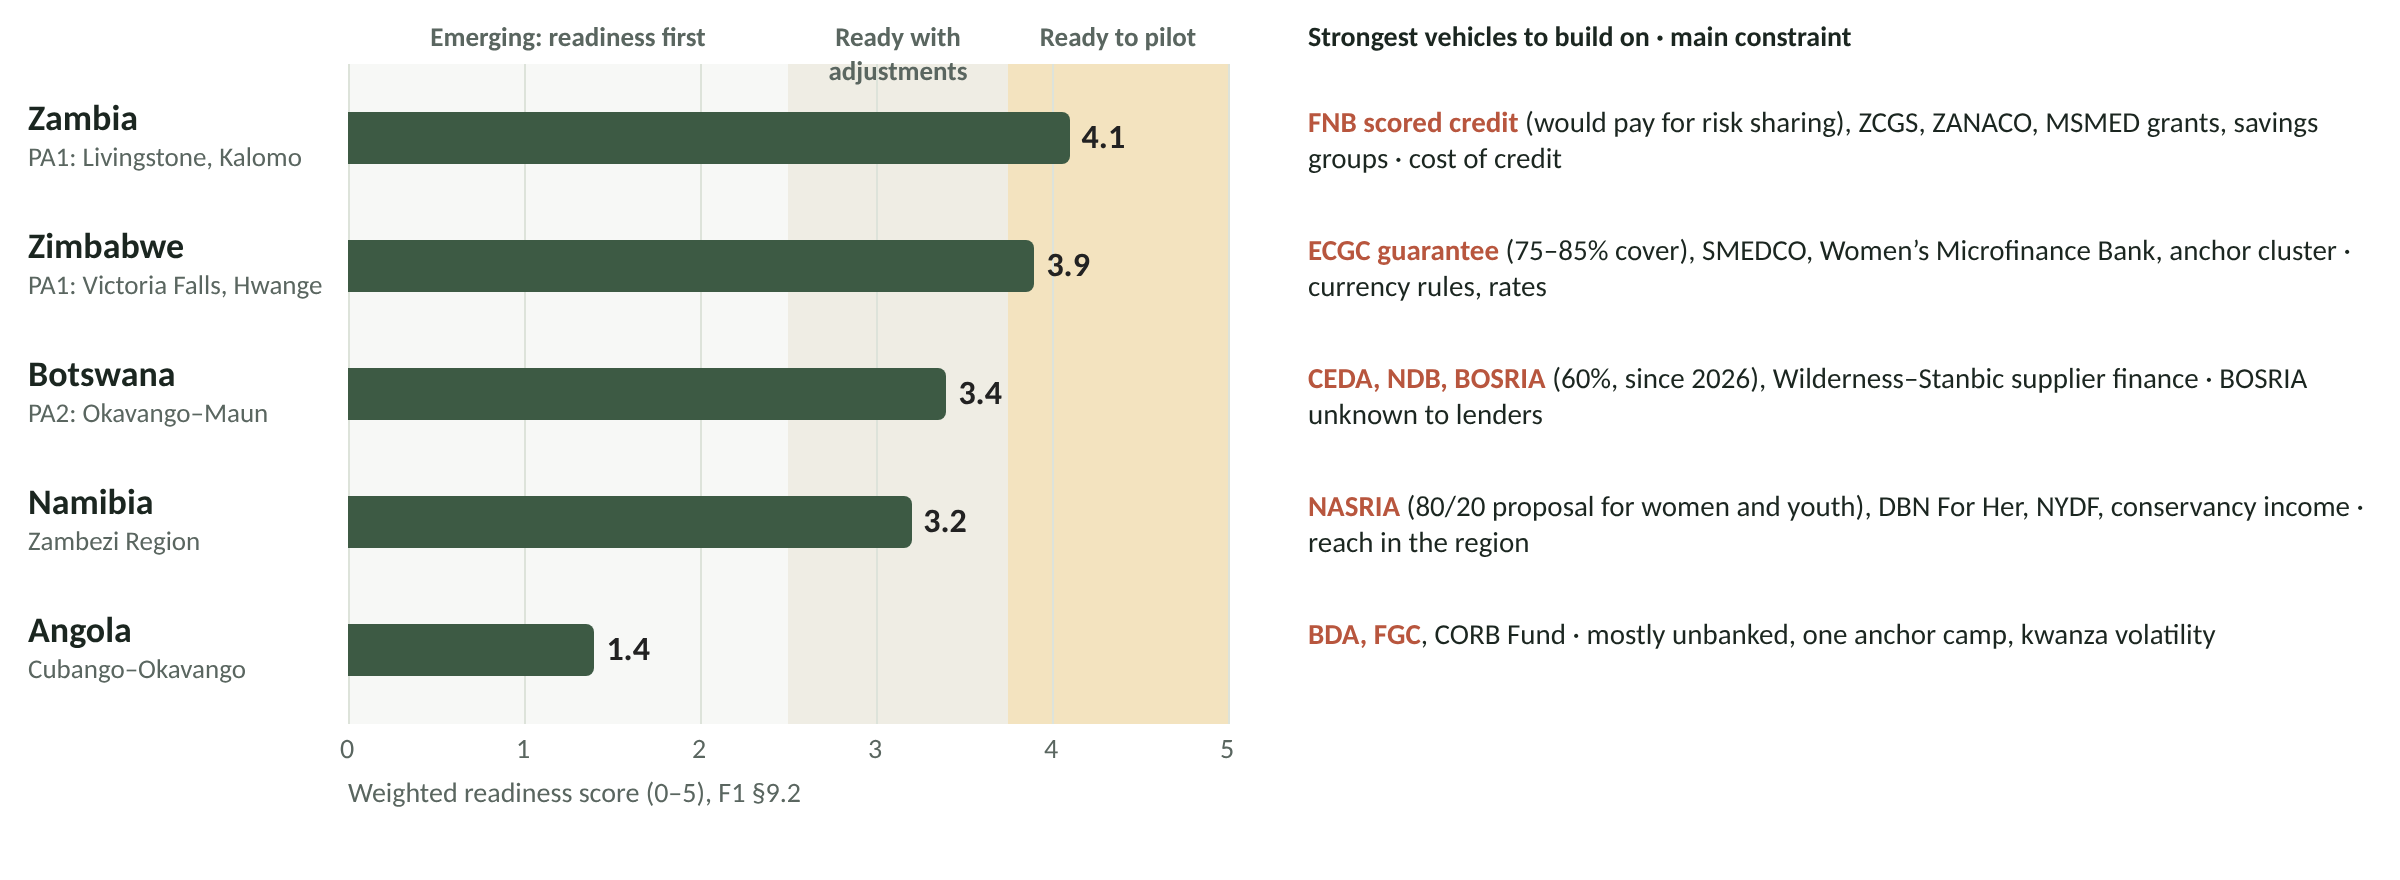 Emerging: readiness first
Ready with
adjustments
Ready to pilot
Strongest vehicles to build on · main constraint
Zambia
PA1: Livingstone, Kalomo
4.1
FNB scored credit (would pay for risk sharing), ZCGS, ZANACO, MSMED grants, savings
groups · cost of credit
Zimbabwe
PA1: Victoria Falls, Hwange
3.9
ECGC guarantee (75–85% cover), SMEDCO, Women’s Microfinance Bank, anchor cluster ·
currency rules, rates
Botswana
PA2: Okavango–Maun
3.4
CEDA, NDB, BOSRIA (60%, since 2026), Wilderness–Stanbic supplier finance · BOSRIA
unknown to lenders
Namibia
Zambezi Region
3.2
NASRIA (80/20 proposal for women and youth), DBN For Her, NYDF, conservancy income ·
reach in the region
Angola
Cubango–Okavango
1.4
BDA, FGC, CORB Fund · mostly unbanked, one anchor camp, kwanza volatility
0 1 2 3 4 5
Weighted readiness score (0–5), F1 §9.2